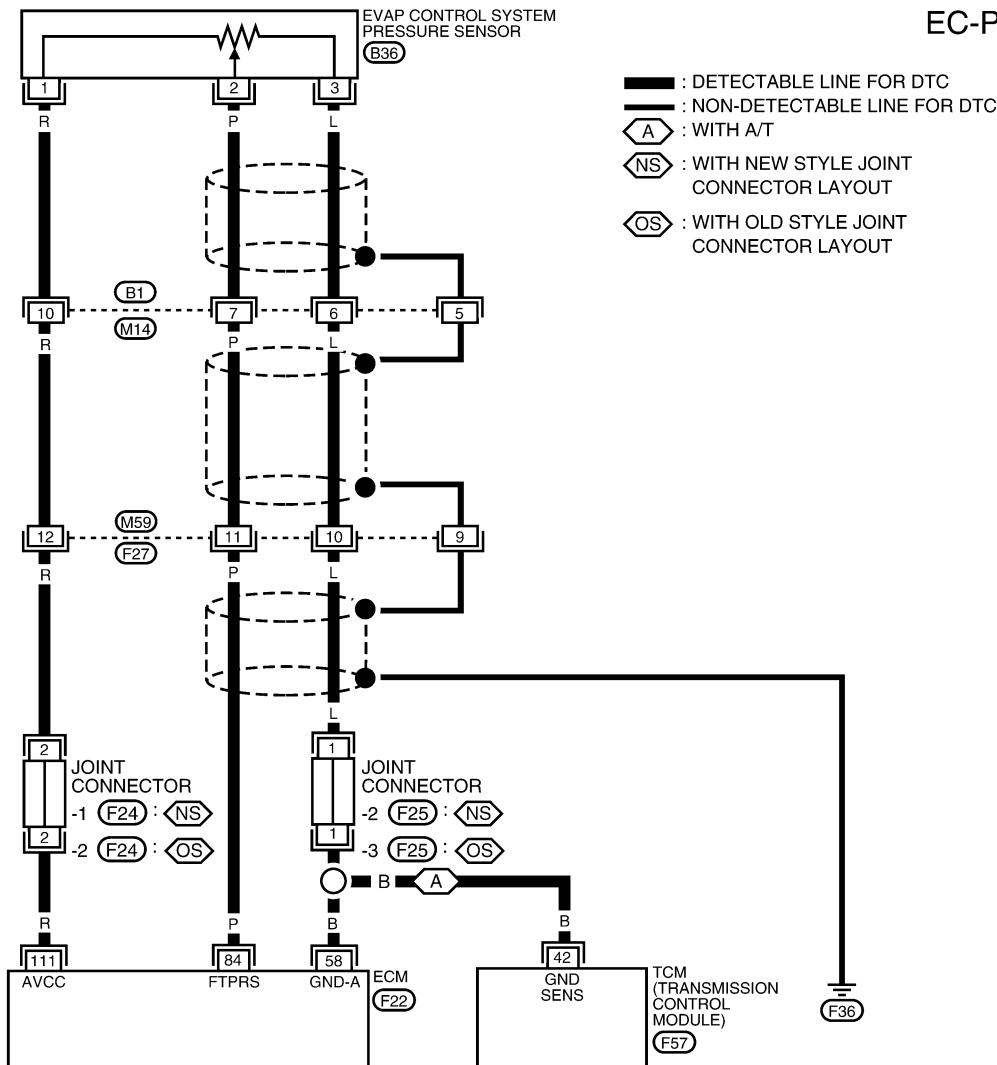 EVAP CONTROL SYSTEM
PRESSURE SENSOR
B36
EC-P
1
2
3
R
P
L
: DETECTABLE LINE FOR DTC
: NON-DETECTABLE LINE FOR DTC
A : WITH A/T
NS : WITH NEW STYLE JOINT
CONNECTOR LAYOUT
OS : WITH OLD STYLE JOINT
CONNECTOR LAYOUT
B1
10
7
6
5
M14
R
P
L
M59
12
11
10
9
F27
R
P
L
L
2
1
JOINT
CONNECTOR
-1 F24 : NS
-2 F24 : OS
2
JOINT
CONNECTOR
-2 F25 : NS
-3 F25 : OS
1
B
A
R
P
B
B
111
84
58
42
AVCC
FTPRS
GND-A
ECM
F22
GND
SENS
TCM
(TRANSMISSION
CONTROL
MODULE)
F57
F36